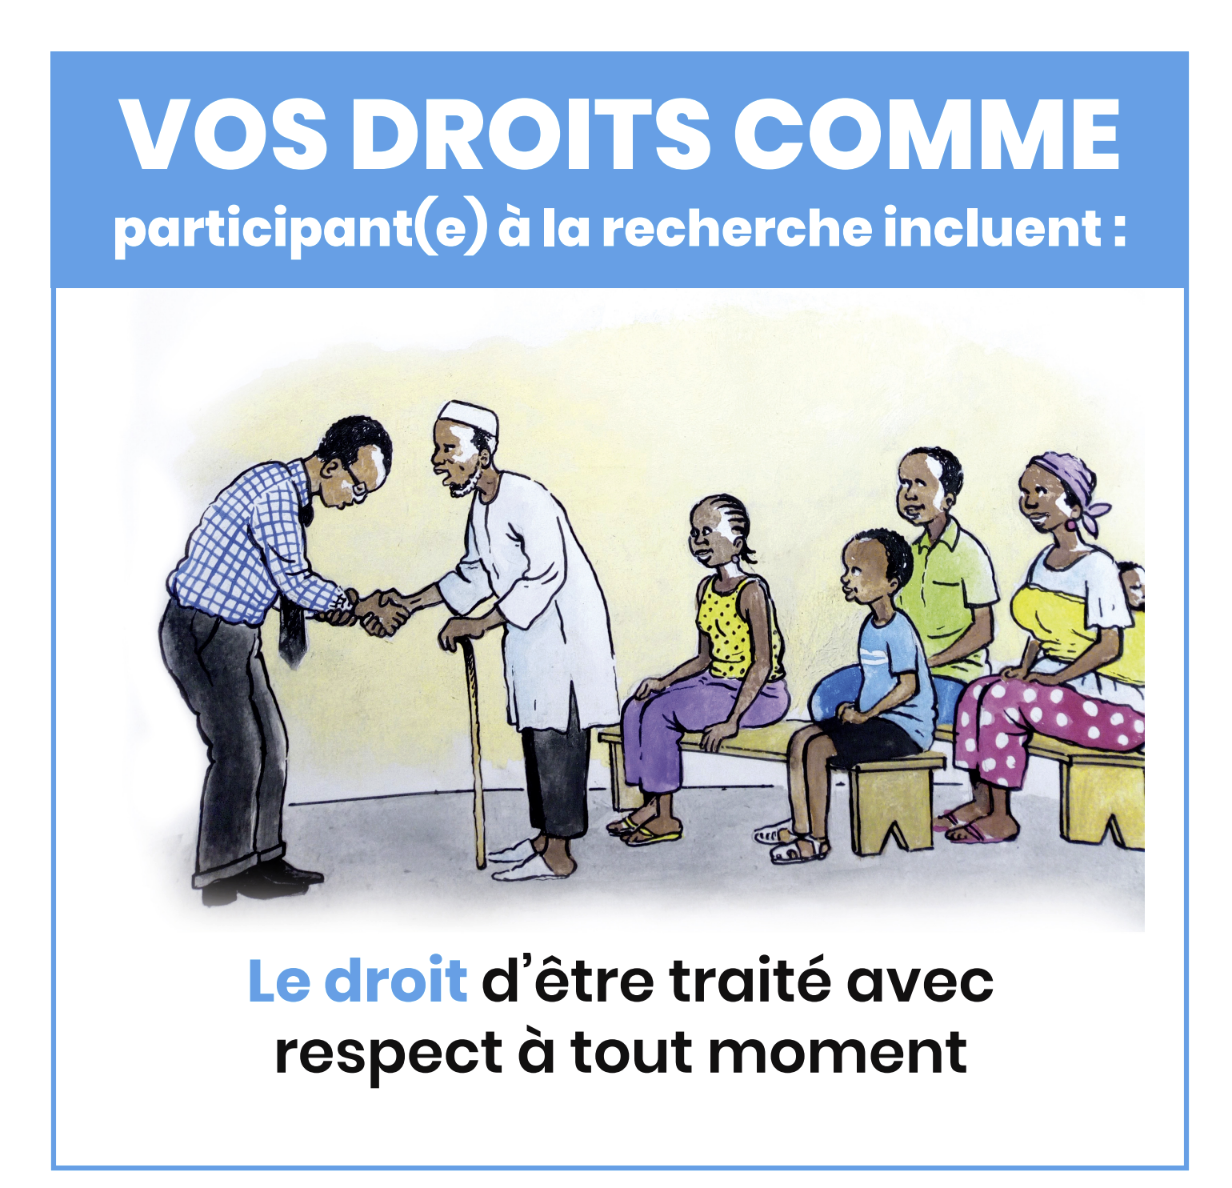 VOS DROITS COMME
participant(e) à la recherche incluent :
Le droit d’être traité avec
respect à tout moment